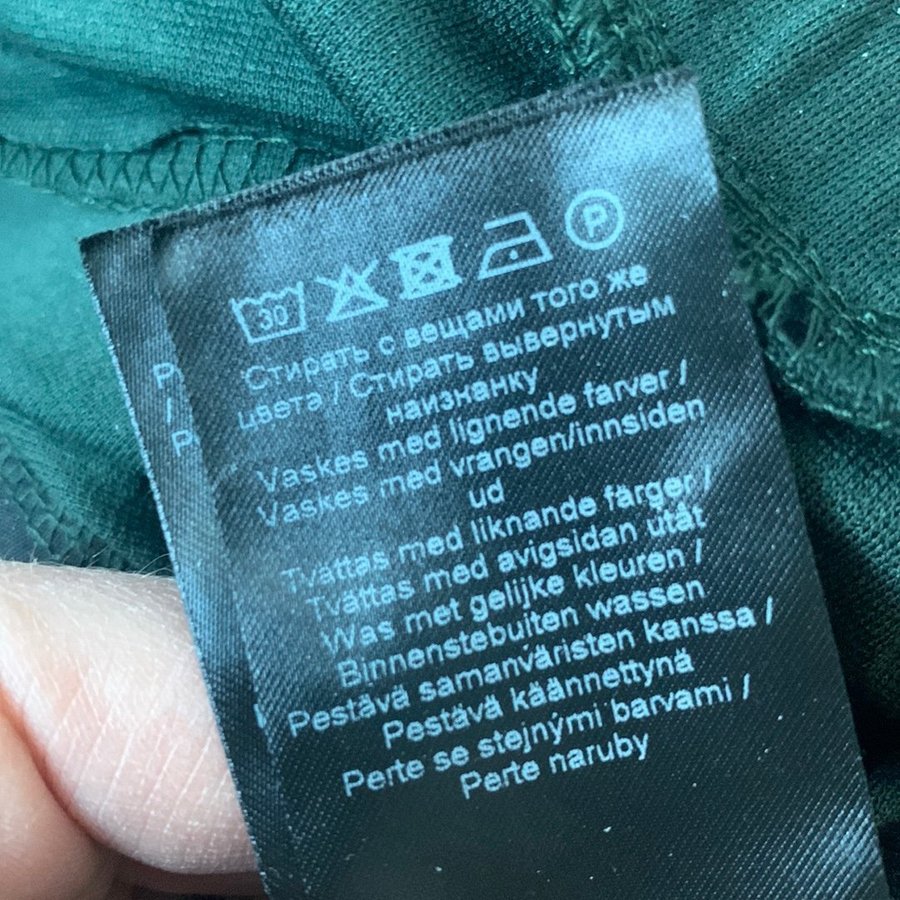 30
P
Стирать с вещами того же
цвета / Стирать вывернутым
наизнанку
Vaskes med lignende farver /
Vaskes med vrangen/innsiden
ud
Tvättas med liknande färger /
Tvättas med avigsidan utåt
Was met gelijke kleuren /
Binnenstebuiten wassen
Pestävä samanväristen kanssa /
Pestävä käännettynä
Perte se stejnými barvami /
Perte naruby